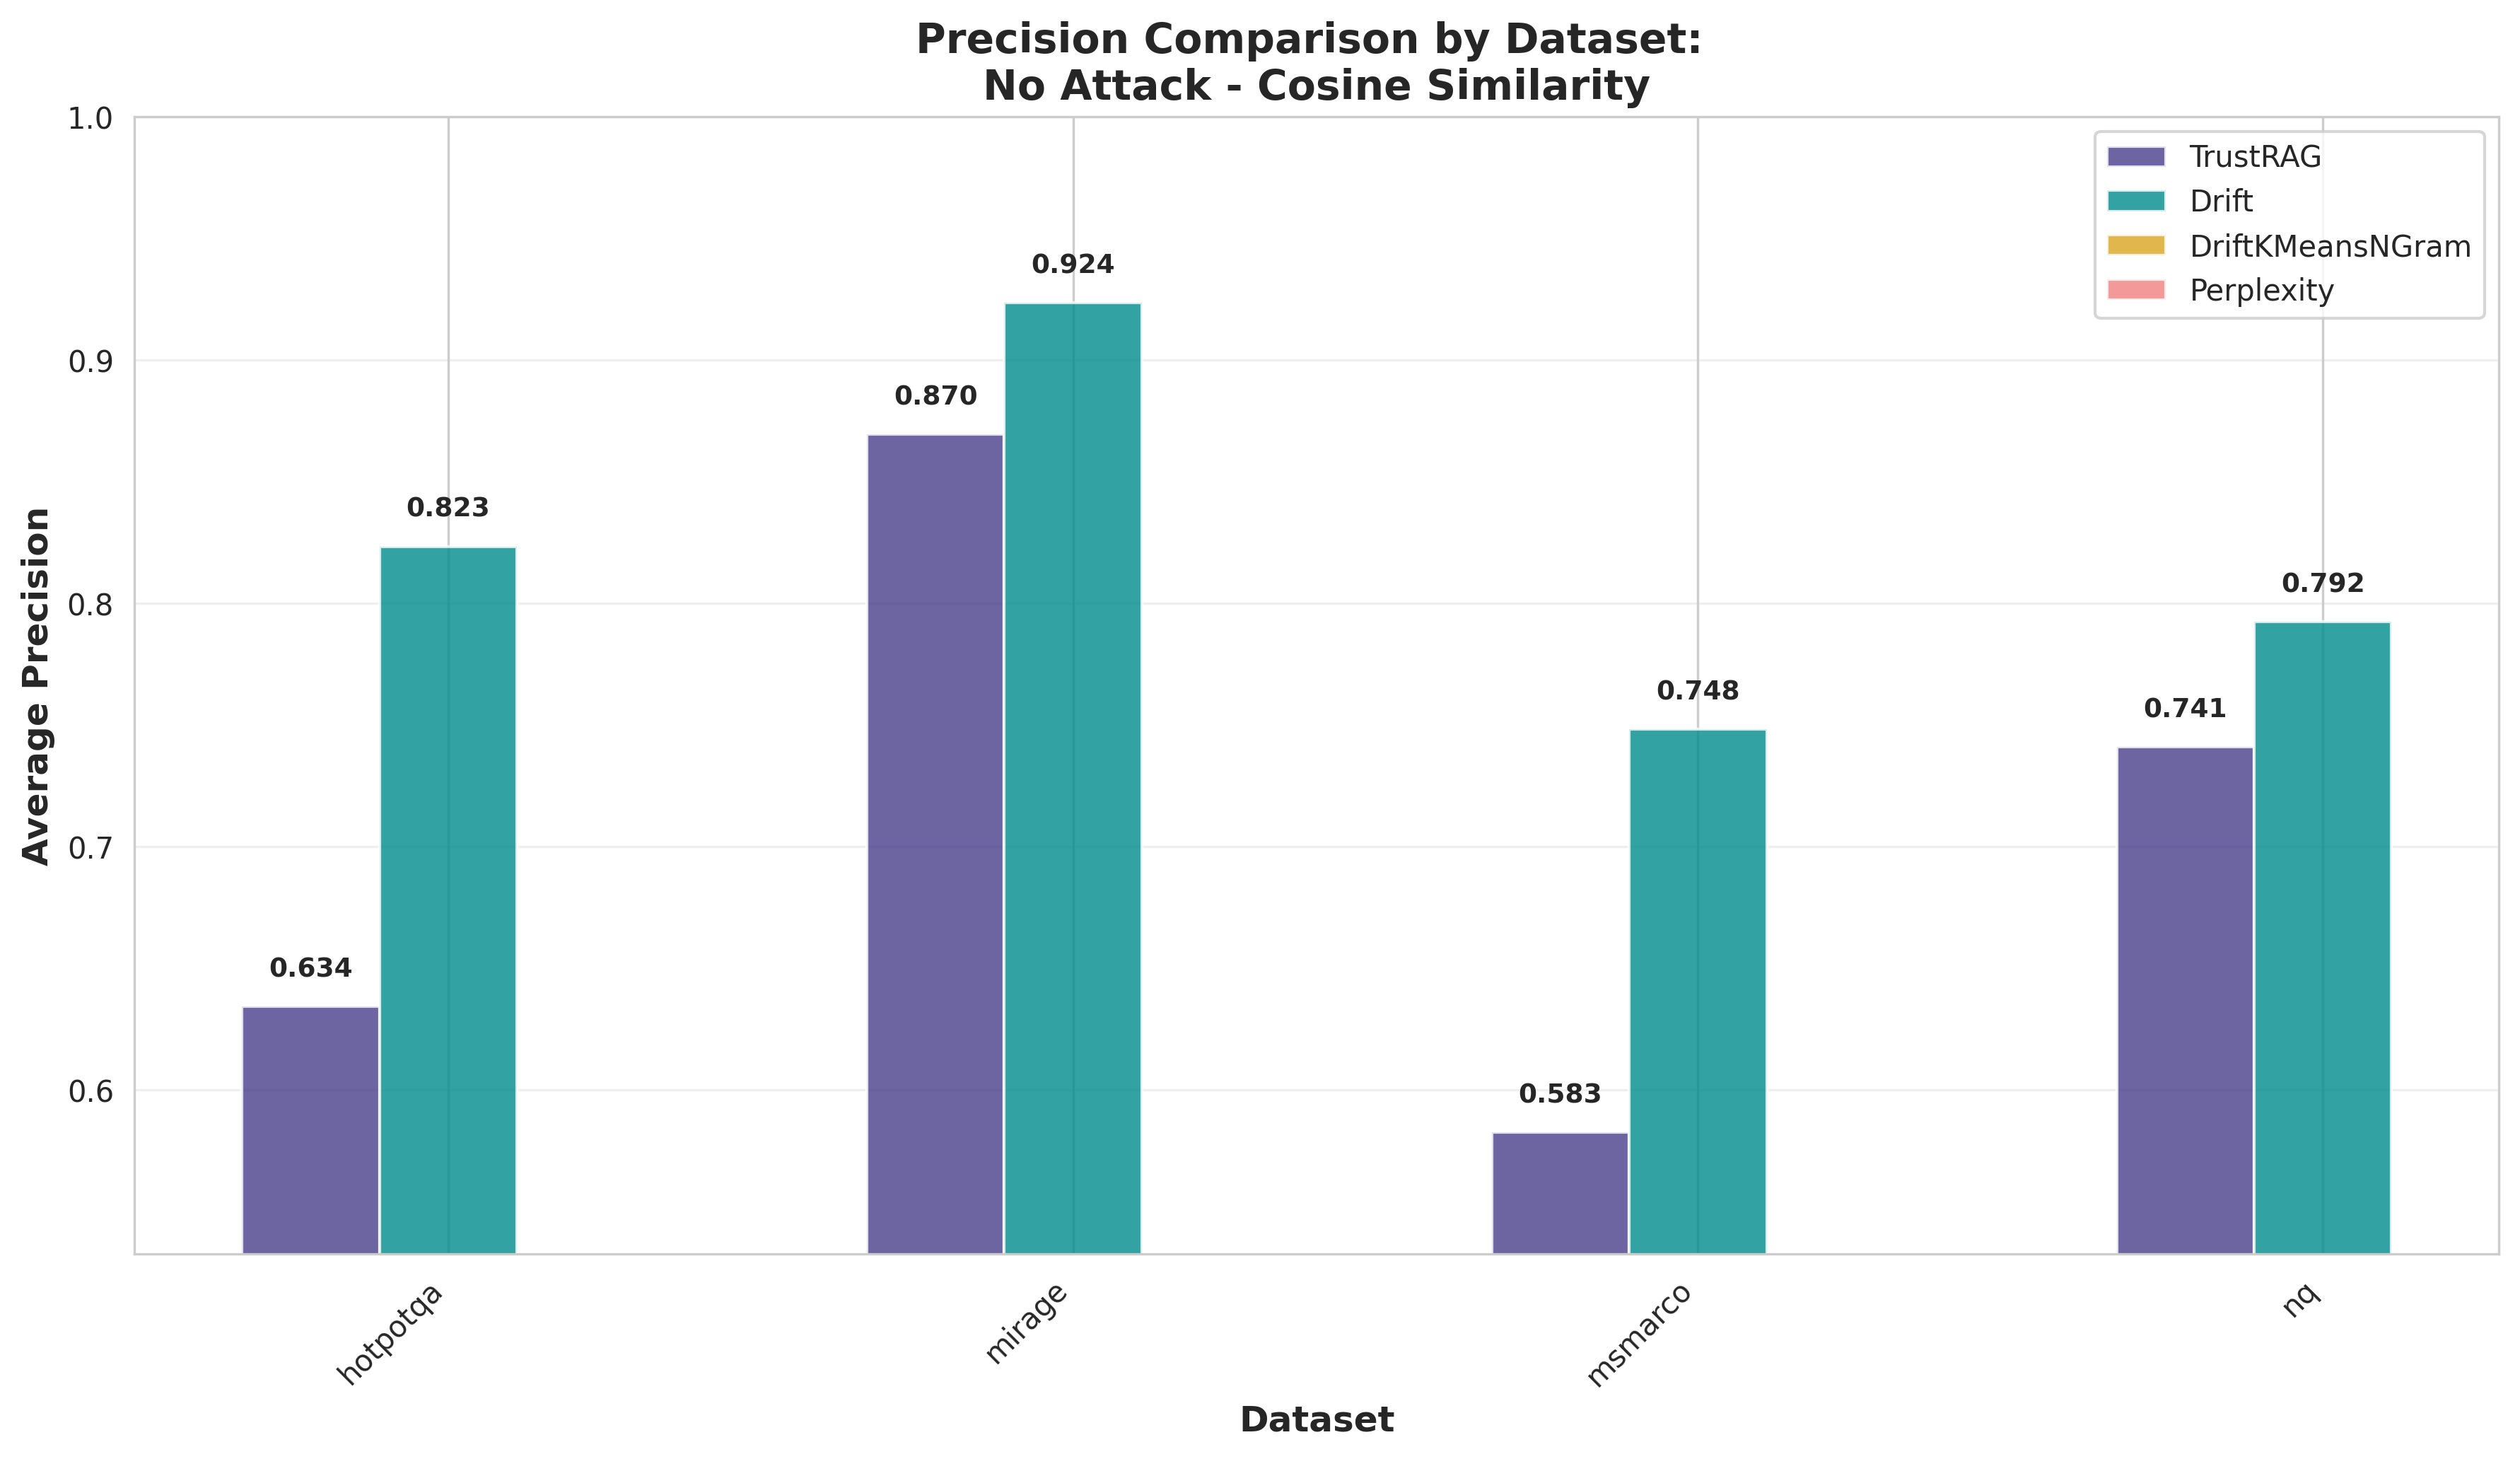 Precision Comparison by Dataset:
No Attack - Cosine Similarity
Average Precision
1.0
0.9
0.8
0.7
0.6
TrustRAG
Drift
DriftKMeansNGram
Perplexity
0.634
0.823
0.870
0.924
0.583
0.748
0.741
0.792
hotpotqa
mirage
msmarco
nq
Dataset